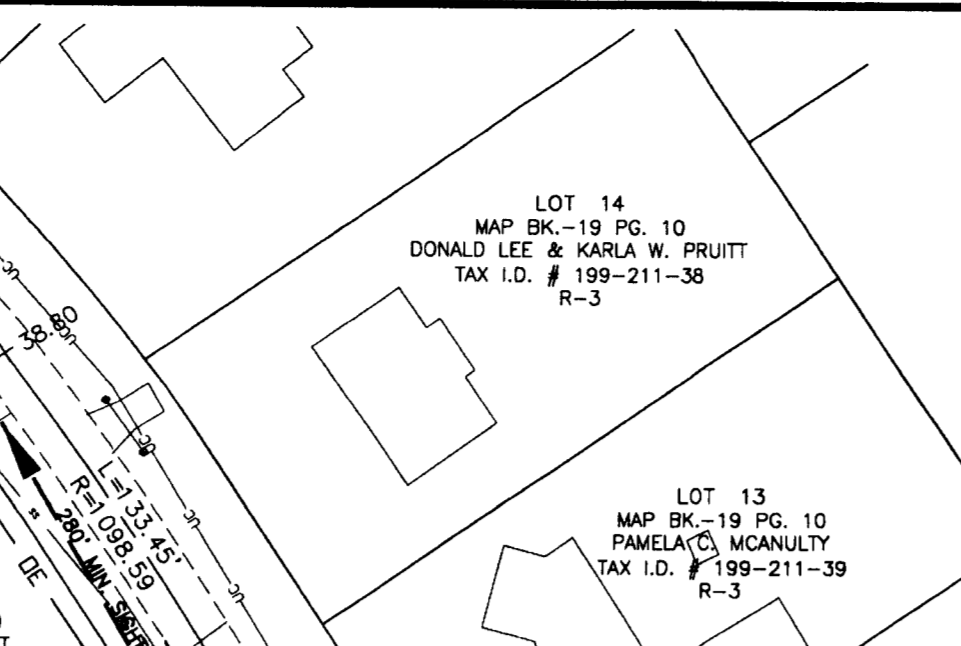 LOT 14
MAP BK.-19 PG. 10
DONALD LEE & KARLA W. PRUITT
TAX I.D. # 199-211-38
R-3
38.80
L=133.45'
R=1098.59
280' MIN. SIGHT
LOT 13
MAP BK.-19 PG. 10
PAMELA C. MCANULTY
TAX I.D. # 199-211-39
R-3